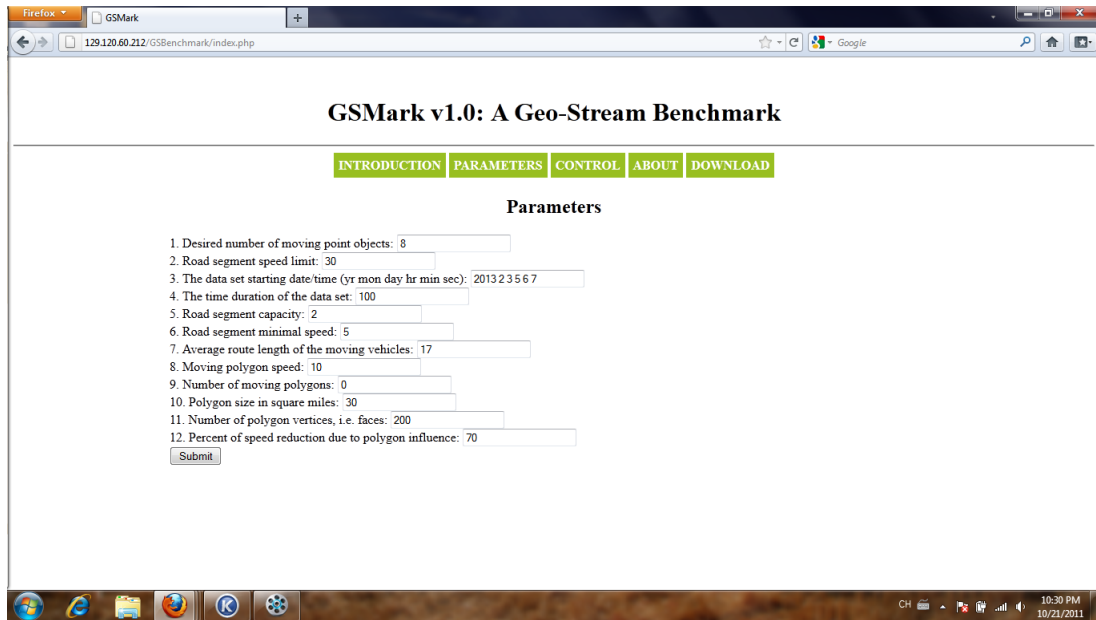 Firefox
GSMark
129.120.60.212/GSBenchmark/index.php
Google
GSMark v1.0: A Geo-Stream Benchmark
INTRODUCTION PARAMETERS CONTROL ABOUT DOWNLOAD
Parameters
1. Desired number of moving point objects: 8
2. Road segment speed limit: 30
3. The data set starting date/time (yr mon day hr min sec): 2013 2 3 5 6 7
4. The time duration of the data set: 100
5. Road segment capacity: 2
6. Road segment minimal speed: 5
7. Average route length of the moving vehicles: 17
8. Moving polygon speed: 10
9. Number of moving polygons: 0
10. Polygon size in square miles: 30
11. Number of polygon vertices, i.e. faces: 200
12. Percent of speed reduction due to polygon influence: 70
Submit
CH
10:30 PM
10/21/2011